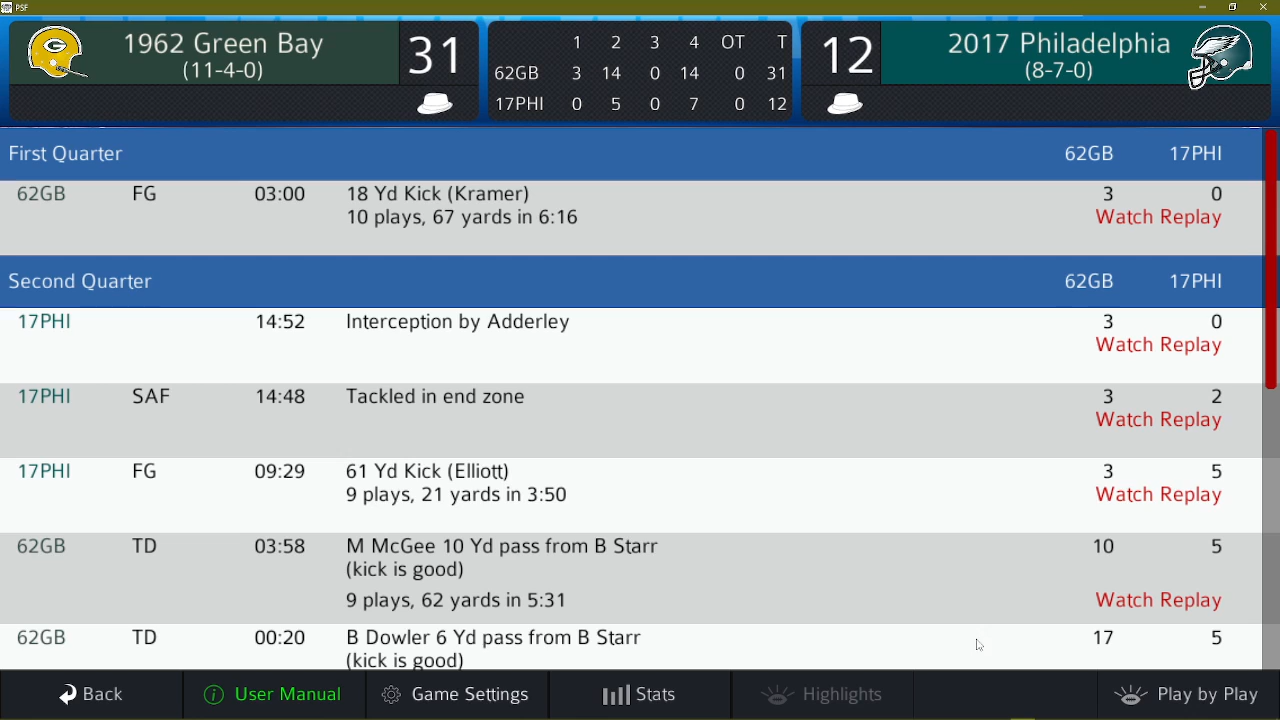 PSF
1962 Green Bay
(11-4-0)
31
1 2 3 4 OT T
62GB 3 14 0 14 0 31
17PHI 0 5 0 7 0 12
12
2017 Philadelphia
(8-7-0)
First Quarter 62GB 17PHI
62GB FG 03:00 18 Yd Kick (Kramer) 3 0
10 plays, 67 yards in 6:16 Watch Replay
Second Quarter 62GB 17PHI
17PHI 14:52 Interception by Adderley 3 0
Watch Replay
17PHI SAF 14:48 Tackled in end zone 3 2
Watch Replay
17PHI FG 09:29 61 Yd Kick (Elliott) 3 5
9 plays, 21 yards in 3:50 Watch Replay
62GB TD 03:58 M McGee 10 Yd pass from B Starr 10 5
(kick is good)
9 plays, 62 yards in 5:31 Watch Replay
62GB TD 00:20 B Dowler 6 Yd pass from B Starr 17 5
(kick is good)
Back User Manual Game Settings Stats Highlights Play by Play